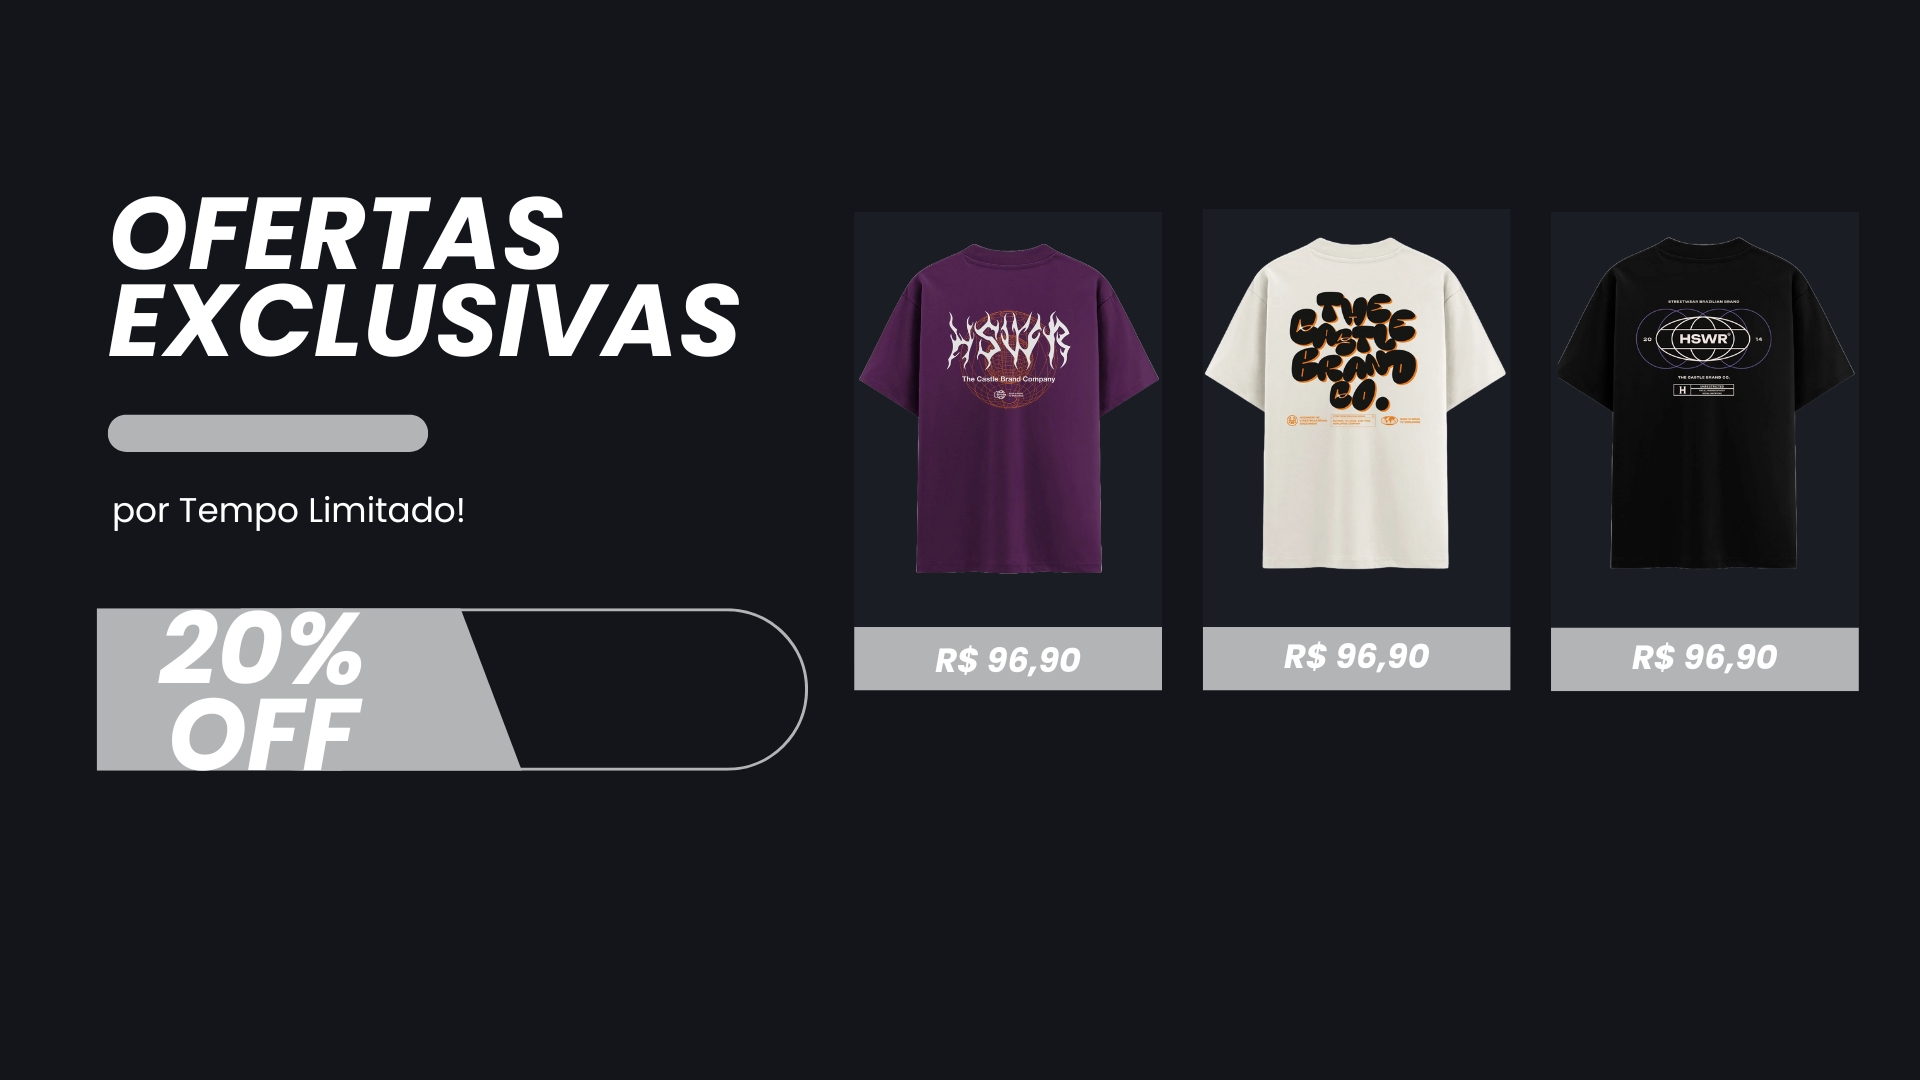 OFERTAS
EXCLUSIVAS
por Tempo Limitado!
20%
OFF
HSWR
The Castle Brand Company
R$ 96,90
THE
CASTLE
BRAND
CO.
R$ 96,90
STREETWEAR BRAZILIAN BRAND
20 HSWR 14
THE CASTLE BRAND CO.
H
R$ 96,90